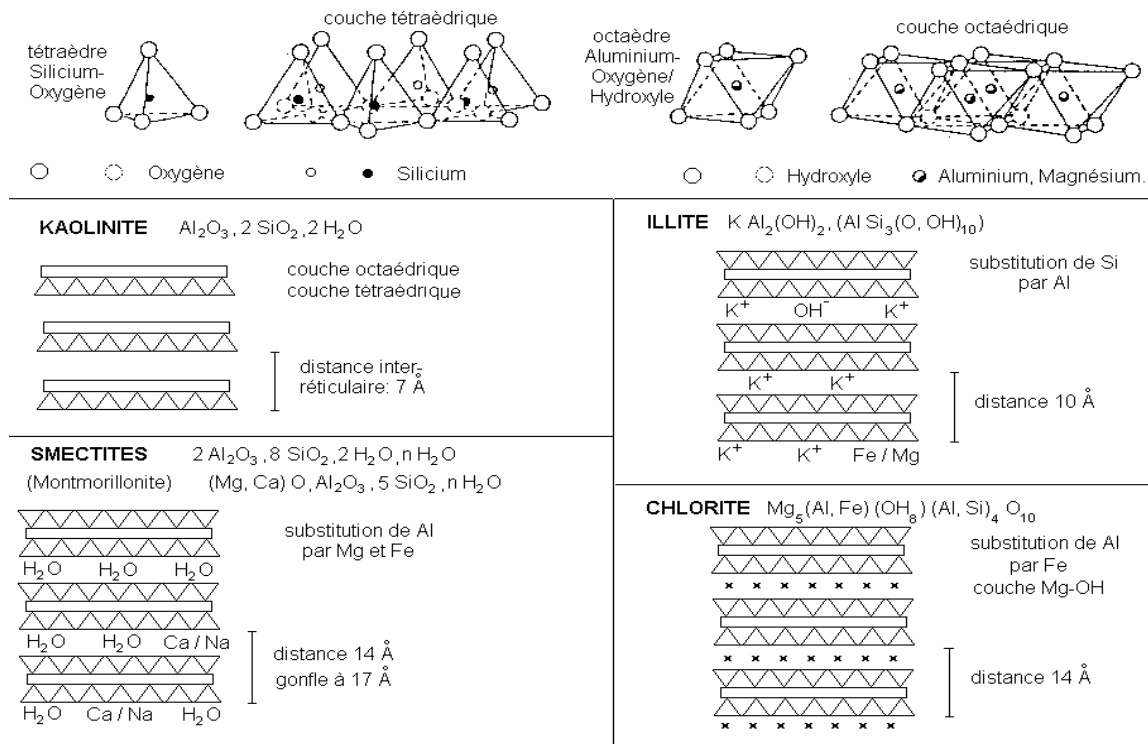 tétraèdre
Silicium-
Oxygène
couche tétraèdrique
octaèdre
Aluminium-
Oxygène/
Hydroxyle
couche octaédrique
Oxygène
Silicium
Hydroxyle
Aluminium, Magnésium.
KAOLINITE Al₂O₃, 2 SiO₂, 2 H₂O
couche octaédrique
couche tétraèdrique
distance inter-
réticulaire: 7 Å
ILLITE K Al₂(OH)₂, (Al Si₃(O, OH)₁₀)
substitution de Si
par Al
K⁺ OH⁻ K⁺
K⁺ K⁺
distance 10 Å
K⁺ K⁺ Fe / Mg
SMECTITES 2 Al₂O₃, 8 SiO₂, 2 H₂O, n H₂O
(Montmorillonite) (Mg, Ca) O, Al₂O₃, 5 SiO₂, n H₂O
substitution de Al
par Mg et Fe
H₂O H₂O H₂O
H₂O H₂O Ca / Na
distance 14 Å
gonfle à 17 Å
H₂O Ca / Na H₂O
CHLORITE Mg₅(Al, Fe) (OH₈) (Al, Si)₄ O₁₀
substitution de Al
par Fe
couche Mg-OH
distance 14 Å